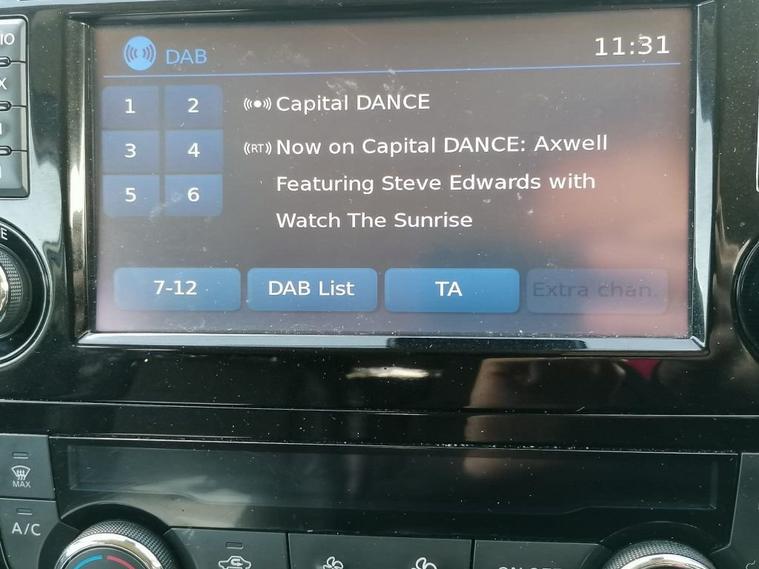 DAB
11:31
1 2
Capital DANCE
3 4
(RT) Now on Capital DANCE: Axwell
5 6
Featuring Steve Edwards with
Watch The Sunrise
7-12 DAB List TA Extra chan.
MAX
A/C